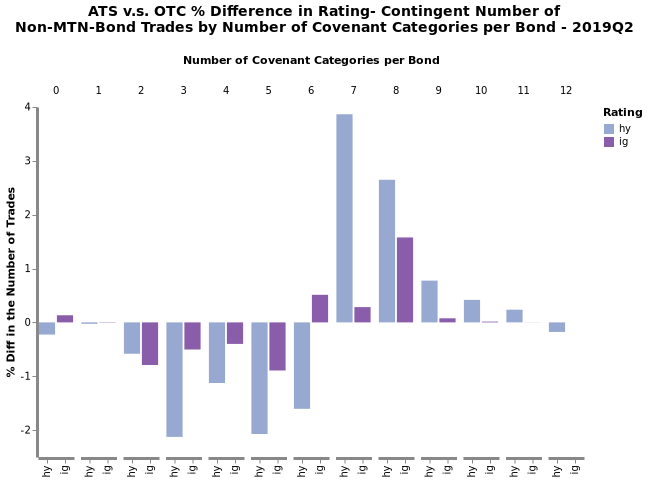 ATS v.s. OTC % Difference in Rating- Contingent Number of
Non-MTN-Bond Trades by Number of Covenant Categories per Bond - 2019Q2
Number of Covenant Categories per Bond
0 1 2 3 4 5 6 7 8 9 10 11 12
Rating
hy
ig
% Diff in the Number of Trades
4
3
2
1
0
-1
-2
hy ig hy ig hy ig hy ig hy ig hy ig hy ig hy ig hy ig hy ig hy ig hy ig hy ig